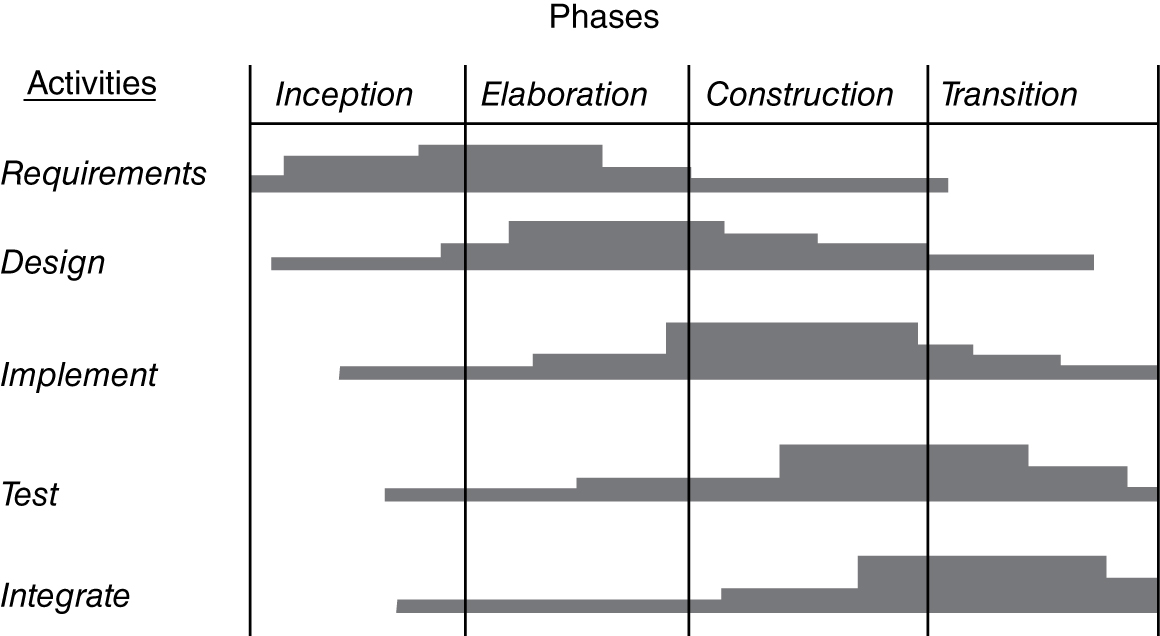 Phases
Activities
Inception Elaboration Construction Transition
Requirements
Design
Implement
Test
Integrate